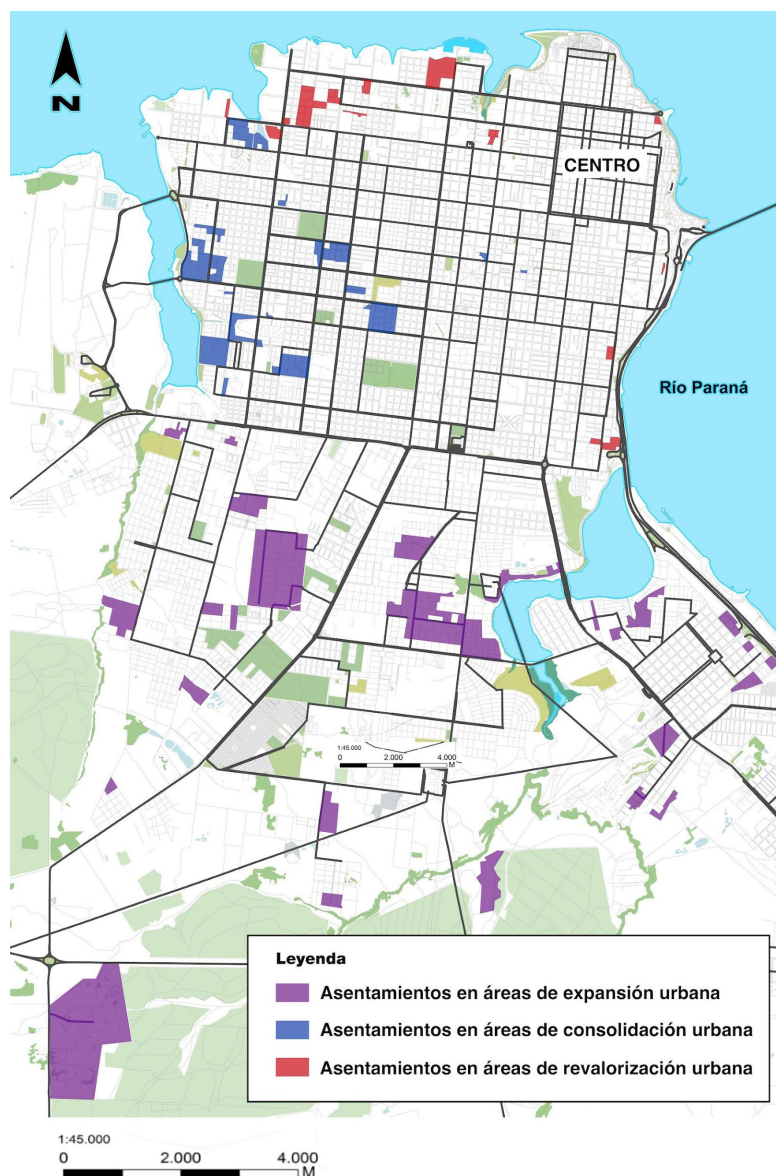 N
CENTRO
Río Paraná
1:45.000
0 2.000 4.000
M
Leyenda
Asentamientos en áreas de expansión urbana
Asentamientos en áreas de consolidación urbana
Asentamientos en áreas de revalorización urbana
1:45.000
0 2.000 4.000
M